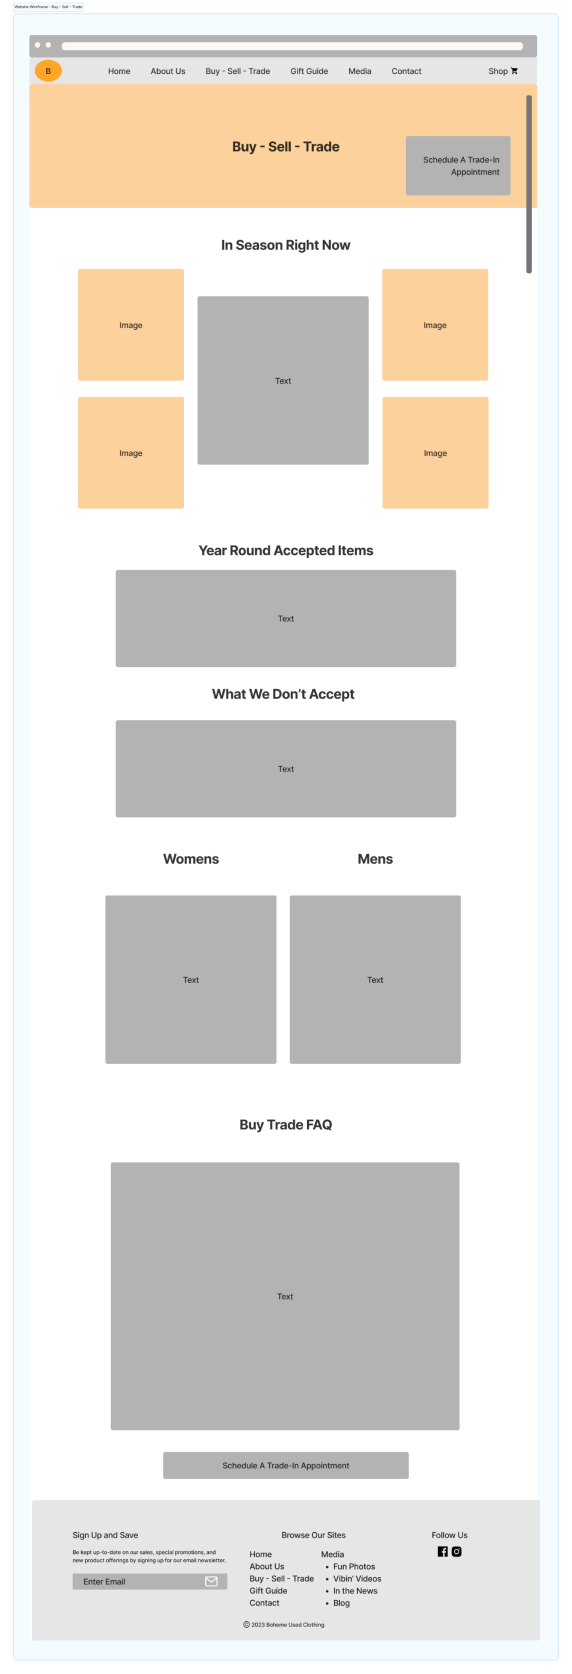 Website Wireframe - Buy - Sell - Trade
B
Home
About Us
Buy - Sell - Trade
Gift Guide
Media
Contact
Shop
Buy - Sell - Trade
Schedule A Trade-In
Appointment
In Season Right Now
Image
Image
Text
Image
Image
Year Round Accepted Items
Text
What We Don’t Accept
Text
Womens
Mens
Text
Text
Buy Trade FAQ
Text
Schedule A Trade-In Appointment
Sign Up and Save
Be kept up-to-date on our sales, special promotions, and
new product offerings by signing up for our email newsletter.
Enter Email
Browse Our Sites
Home
About Us
Buy - Sell - Trade
Gift Guide
Contact
Media
• Fun Photos
• Vibin’ Videos
• In the News
• Blog
Follow Us
© 2023 Boheme Used Clothing